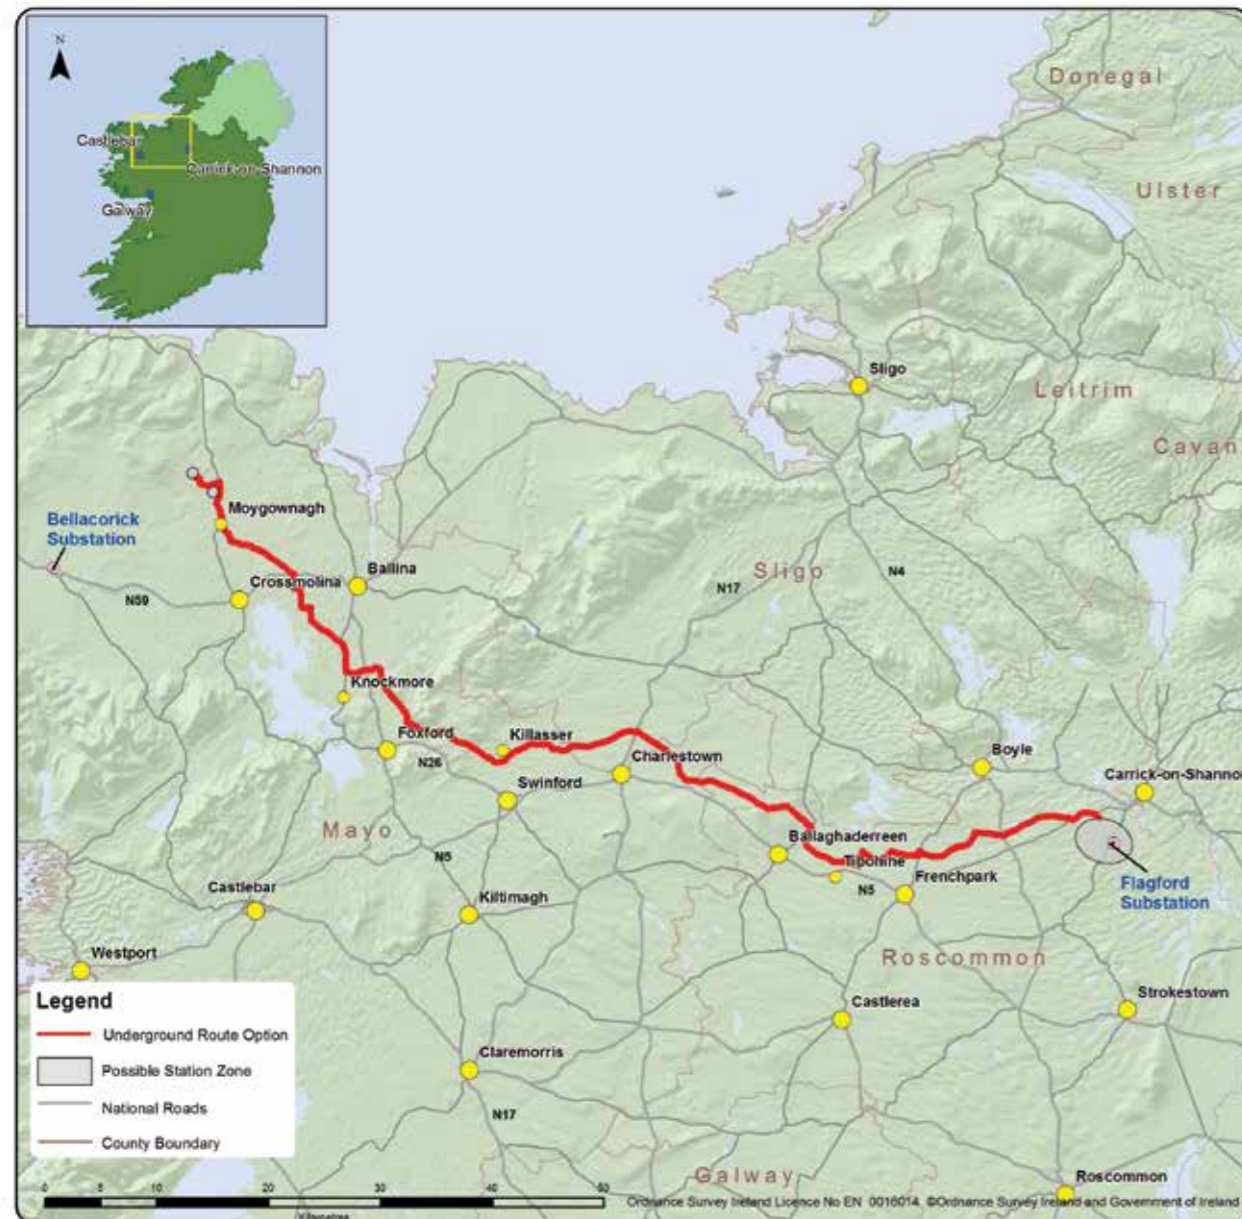 N
Castlebar
Carrick-on-Shannon
Galway
Donegal
Ulster
Sligo
Leitrim
Cavan
Moygownagh
Bellacorick
Substation
Crossmolina
Ballina
N59
Sligo
N17
N4
Knockmore
Foxford
N26
Killasser
Charlestown
Swinford
Boyle
Carrick-on-Shannon
Mayo
N5
Ballaghaderreen
Tipohine
N5
Frenchpark
Flagford
Substation
Castlebar
Kiltimagh
Westport
Roscommon
Castlerea
Strokestown
Claremorris
N17
Galway
Roscommon
Legend
Underground Route Option
Possible Station Zone
National Roads
County Boundary
0 5 10 20 30 40 50
Kilometres
Ordnance Survey Ireland Licence No EN 0016014 ©Ordnance Survey Ireland and Government of Ireland